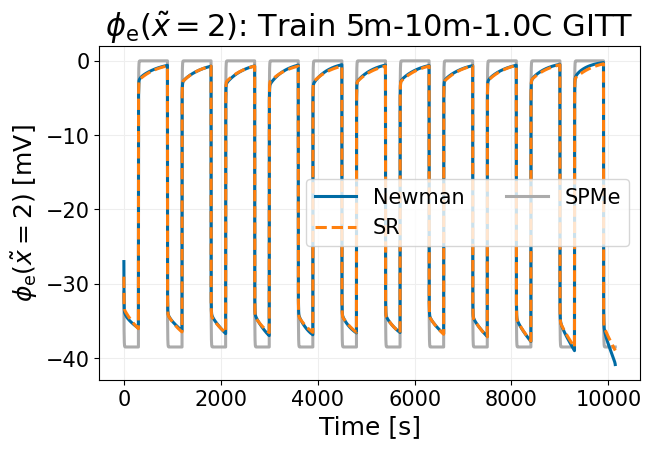 ϕₑ(x̃ = 2): Train 5m-10m-1.0C GITT
ϕₑ(x̃ = 2) [mV]
0
−10
−20
−30
−40
Newman
SR
SPMe
0 2000 4000 6000 8000 10000
Time [s]